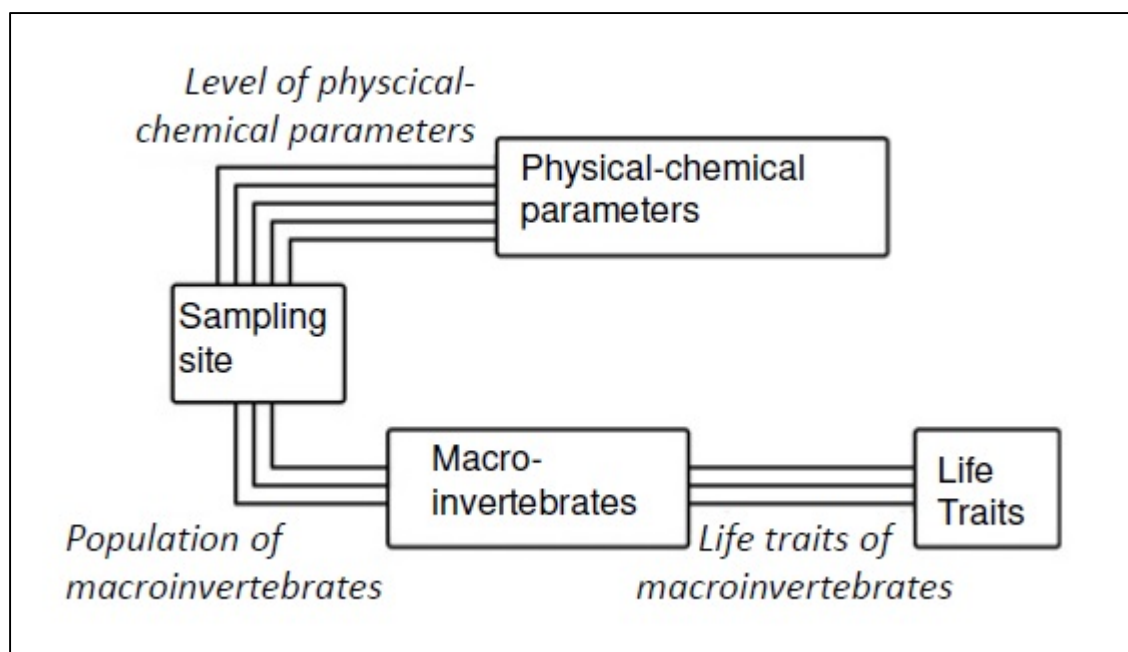 Level of physcical-
chemical parameters
Physical-chemical
parameters
Sampling
site
Macro-
invertebrates
Life
Traits
Population of
macroinvertebrates
Life traits of
macroinvertebrates